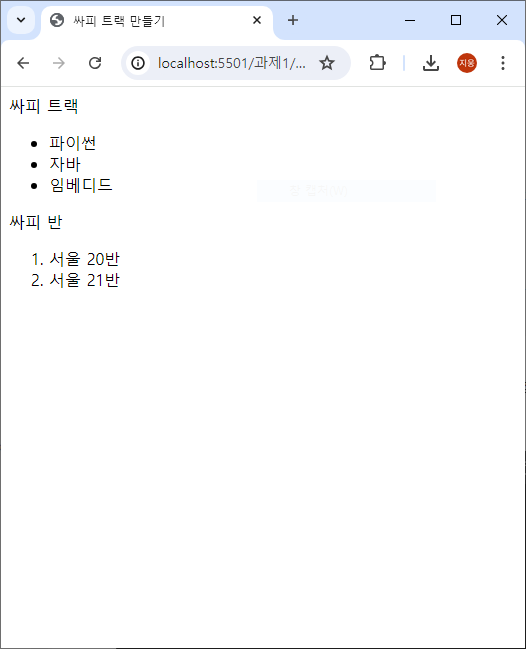 싸피 트랙 만들기
localhost:5501/과제1/...
지웅
싸피 트랙
• 파이썬
• 자바
• 임베디드
싸피 반
1. 서울 20반
2. 서울 21반